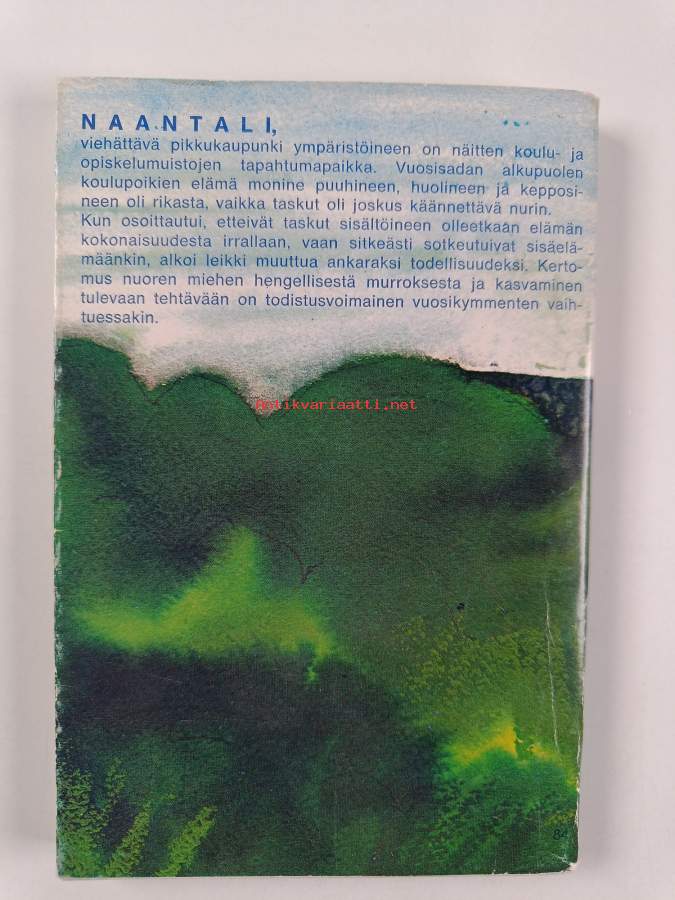 NAANTALI,
viehättävä pikkukaupunki ympäristöineen on näitten koulu- ja
opiskelumuistojen tapahtumapaikka. Vuosisadan alkupuolen
koulupoikien elämä monine puuhineen, huolineen ja kepposi-
neen oli rikasta, vaikka taskut oli joskus käännettävä nurin.
Kun osoittautui, etteivät taskut sisältöineen olleetkaan elämän
kokonaisuudesta irrallaan, vaan sitkeästi sotkeutuivat sisäelä-
määnkin, alkoi leikki muuttua ankaraksi todellisuudeksi. Kerto-
mus nuoren miehen hengellisestä murroksesta ja kasvaminen
tulevaan tehtävään on todistusvoimainen vuosikymmenten vaih-
tuessakin.
antikvariaatti.net